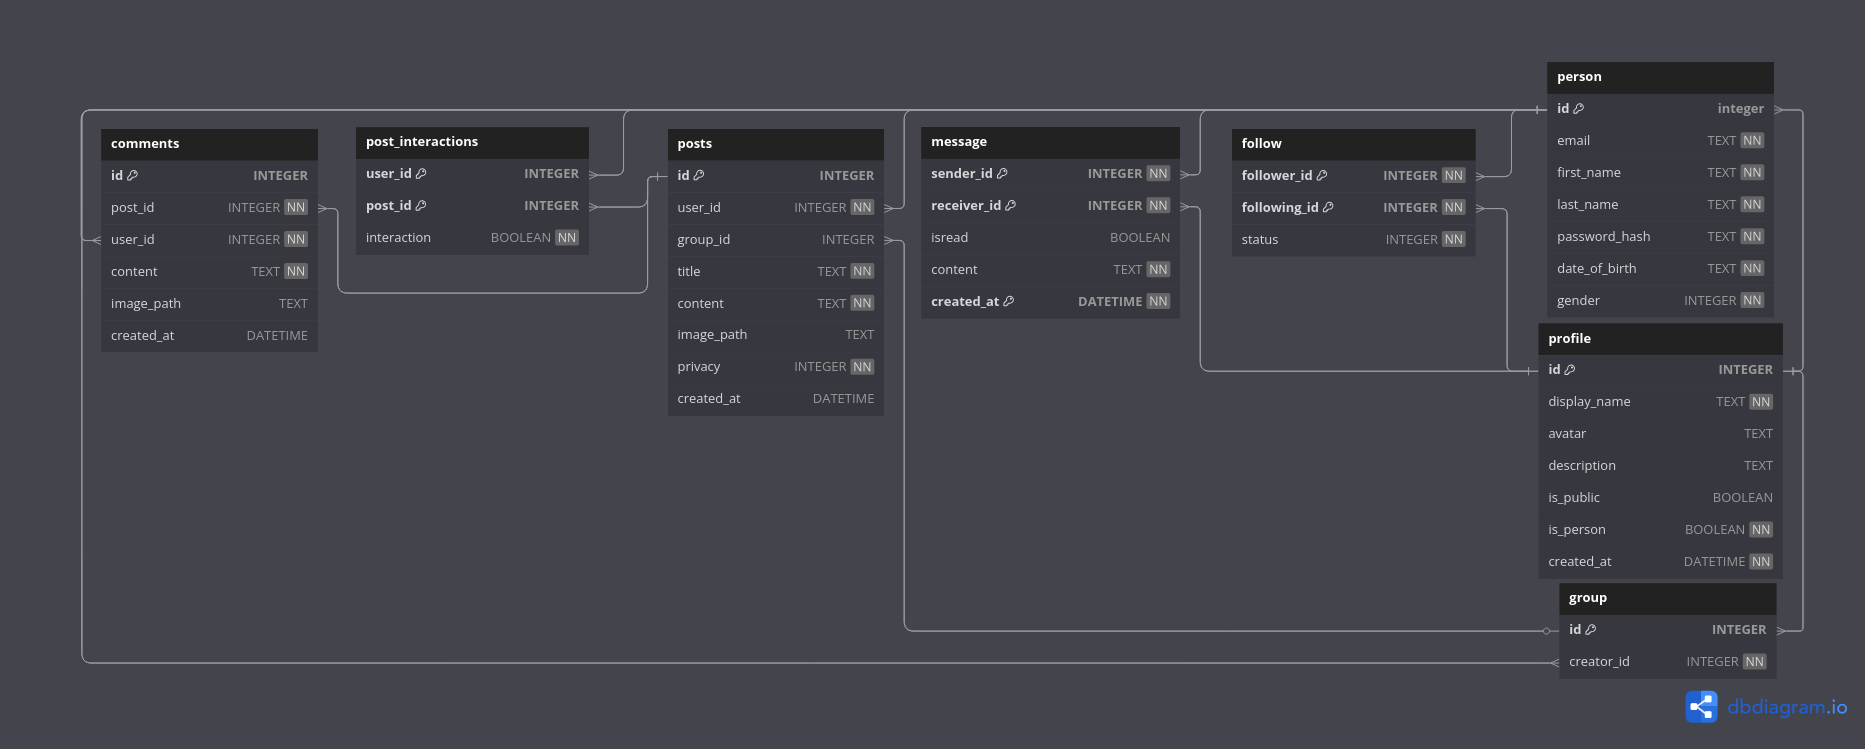 comments
id INTEGER
post_id INTEGER NN
user_id INTEGER NN
content TEXT NN
image_path TEXT
created_at DATETIME
post_interactions
user_id INTEGER
post_id INTEGER
interaction BOOLEAN NN
posts
id INTEGER
user_id INTEGER NN
group_id INTEGER
title TEXT NN
content TEXT NN
image_path TEXT
privacy INTEGER NN
created_at DATETIME
message
sender_id INTEGER NN
receiver_id INTEGER NN
isread BOOLEAN
content TEXT NN
created_at DATETIME NN
follow
follower_id INTEGER NN
following_id INTEGER NN
status INTEGER NN
person
id integer
email TEXT NN
first_name TEXT NN
last_name TEXT NN
password_hash TEXT NN
date_of_birth TEXT NN
gender INTEGER NN
profile
id INTEGER
display_name TEXT NN
avatar TEXT
description TEXT
is_public BOOLEAN
is_person BOOLEAN NN
created_at DATETIME NN
group
id INTEGER
creator_id INTEGER NN
dbdiagram.io